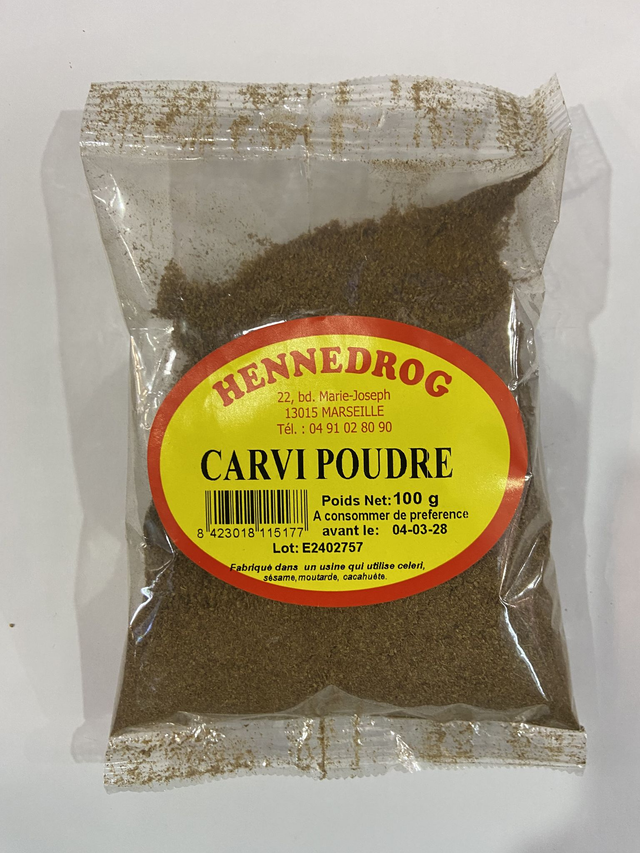 HENNEDROG
22, bd. Marie-Joseph
13015 MARSEILLE
Tél. : 04 91 02 80 90
CARVI POUDRE
8 423018 115177
Poids Net: 100 g
A consommer de preference
avant le: 04-03-28
Lot: E2402757
Fabriqué dans un usine qui utilise celeri,
sésame, moutarde, cacahuéte.